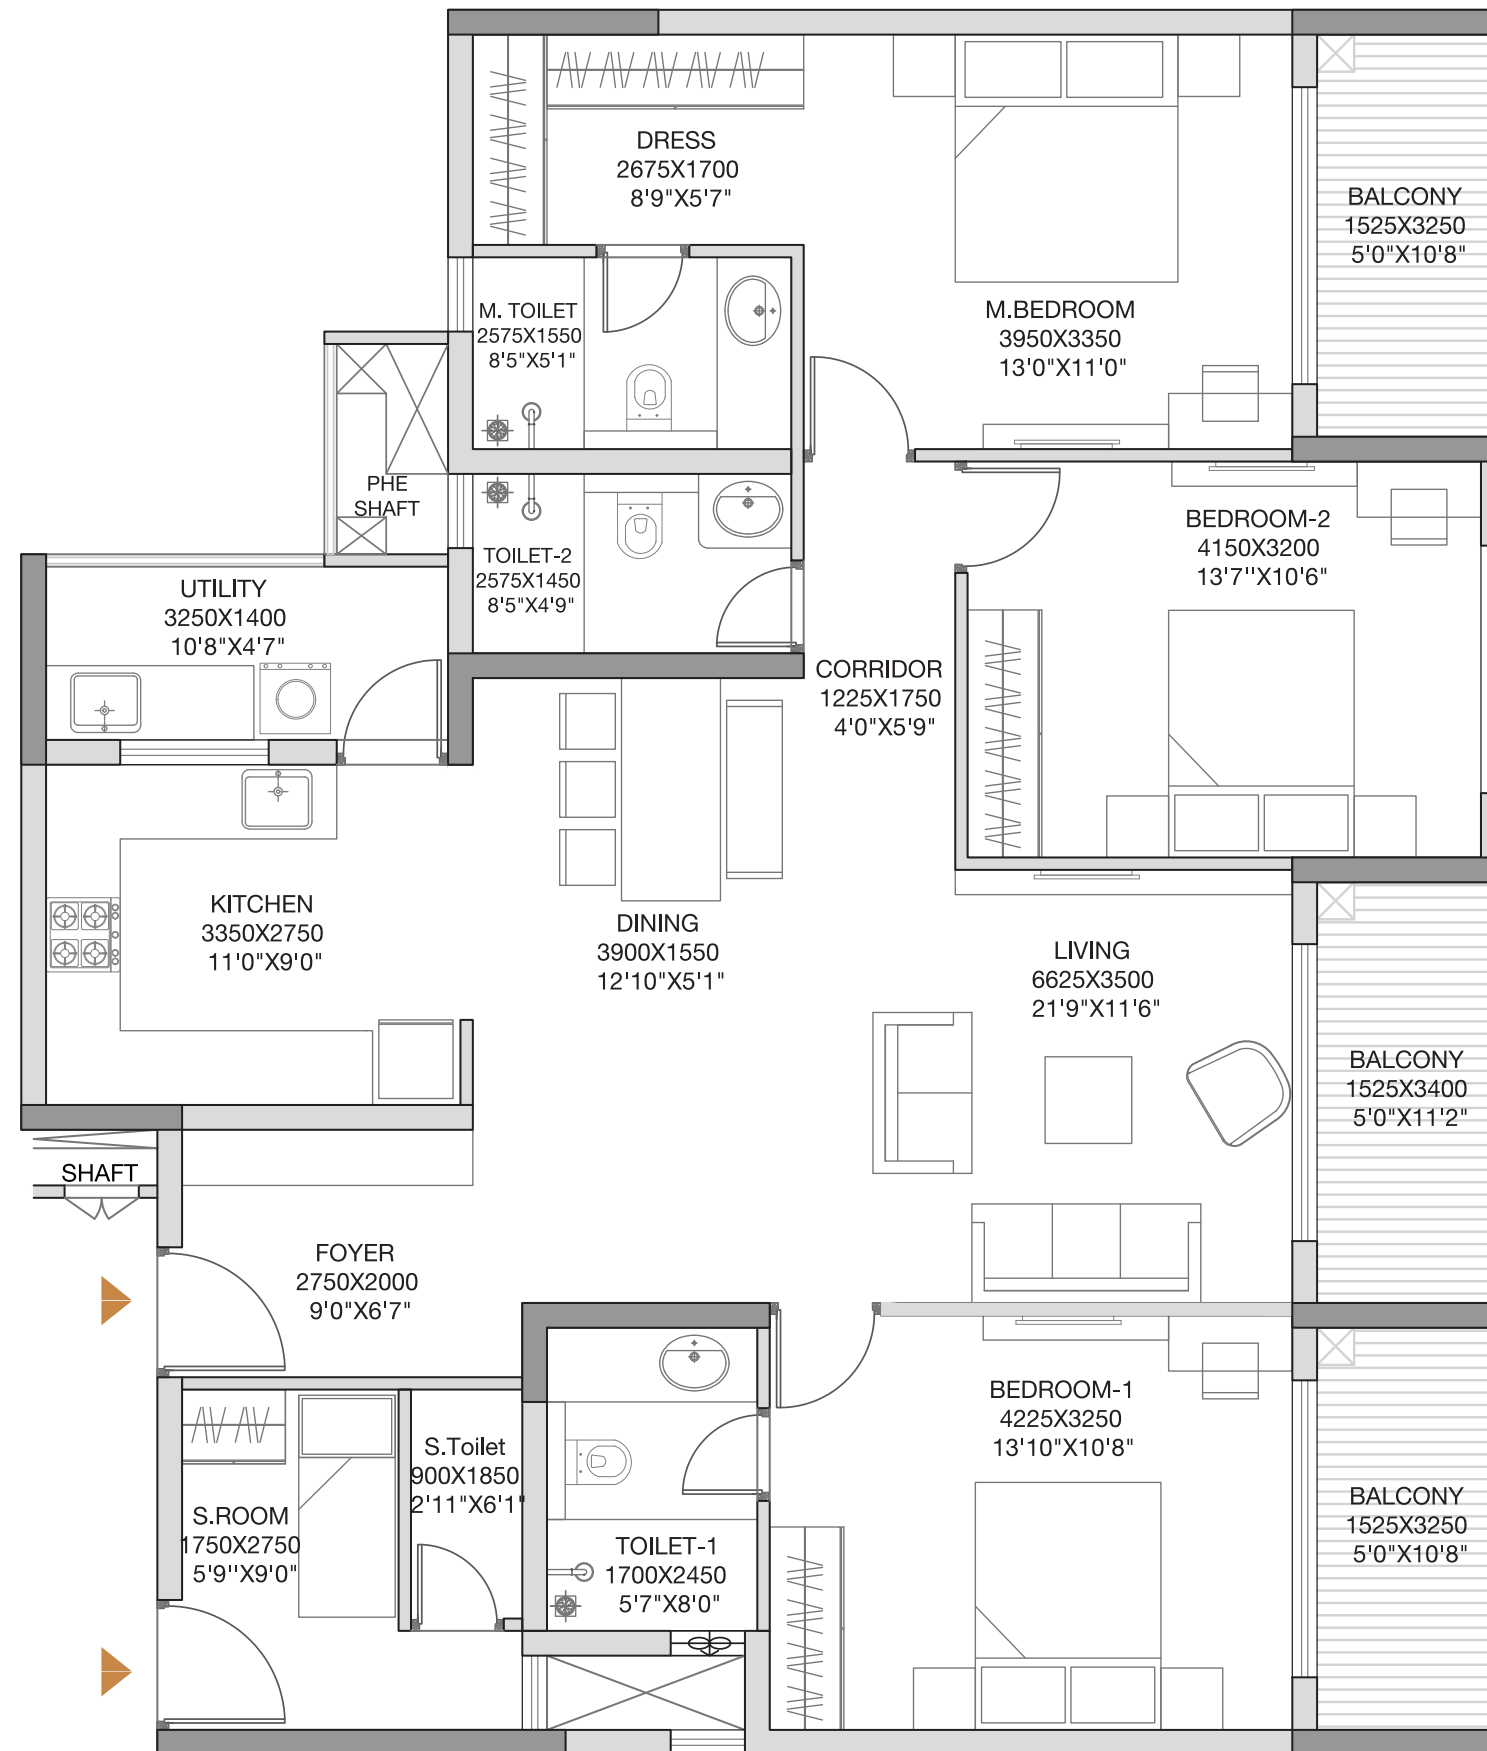 DRESS
2675X1700
8'9"X5'7"
BALCONY
1525X3250
5'0"X10'8"
M. TOILET
2575X1550
8'5"X5'1"
M.BEDROOM
3950X3350
13'0"X11'0"
PHE
SHAFT
TOILET-2
2575X1450
8'5"X4'9"
BEDROOM-2
4150X3200
13'7''X10'6"
UTILITY
3250X1400
10'8"X4'7"
CORRIDOR
1225X1750
4'0"X5'9"
KITCHEN
3350X2750
11'0"X9'0"
DINING
3900X1550
12'10"X5'1"
LIVING
6625X3500
21'9"X11'6"
BALCONY
1525X3400
5'0"X11'2"
SHAFT
FOYER
2750X2000
9'0"X6'7"
BEDROOM-1
4225X3250
13'10"X10'8"
S.Toilet
900X1850
2'11"X6'1"
S.ROOM
1750X2750
5'9''X9'0"
TOILET-1
1700X2450
5'7"X8'0"
BALCONY
1525X3250
5'0"X10'8"